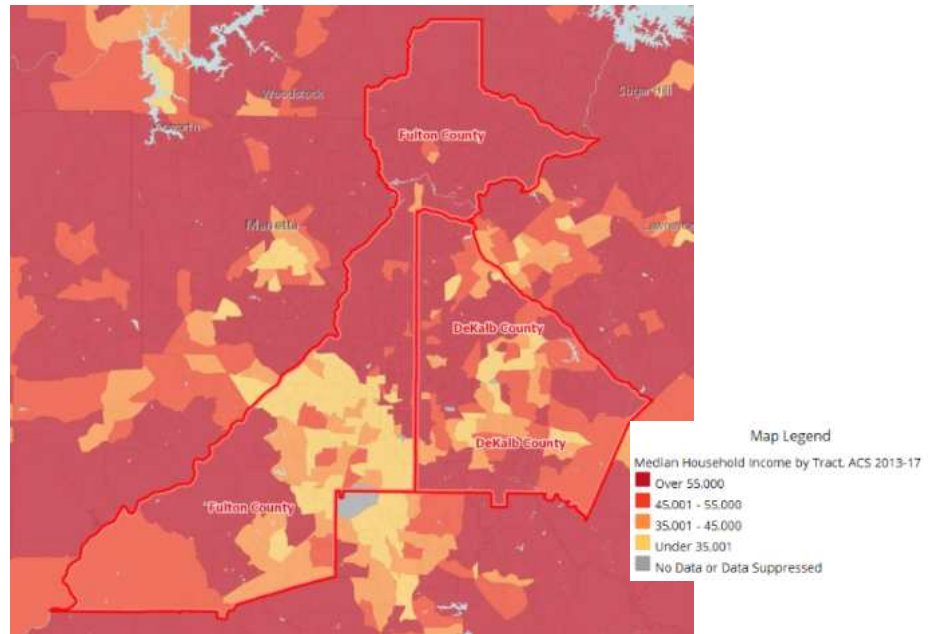 Woodstock
Sugar Hill
Acworth
Fulton County
Marietta
DeKalb County
DeKalb County
Fulton County
Map Legend
Median Household Income by Tract, ACS 2013-17
Over 55.000
45.001 - 55.000
35.001 - 45.000
Under 35.001
No Data or Data Suppressed